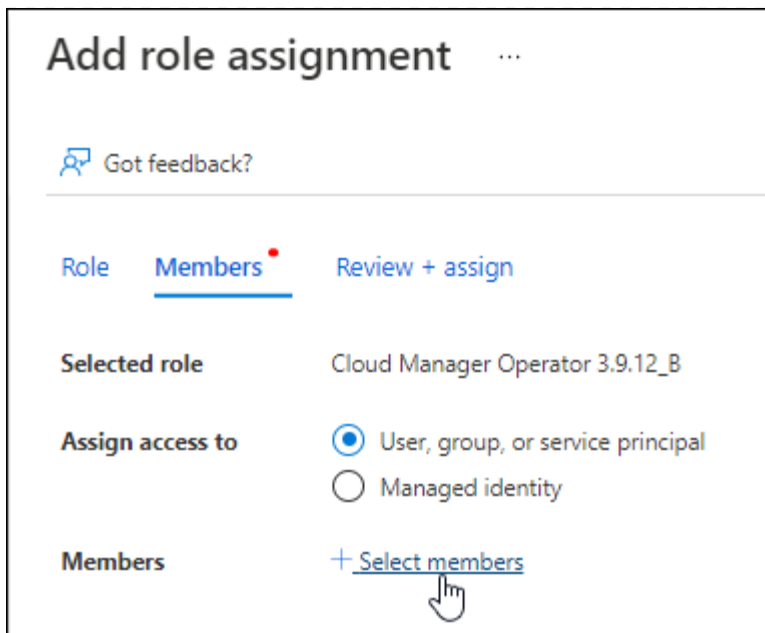 Add role assignment ...
Got feedback?
Role Members Review + assign
Selected role Cloud Manager Operator 3.9.12_B
Assign access to User, group, or service principal
Managed identity
Members + Select members